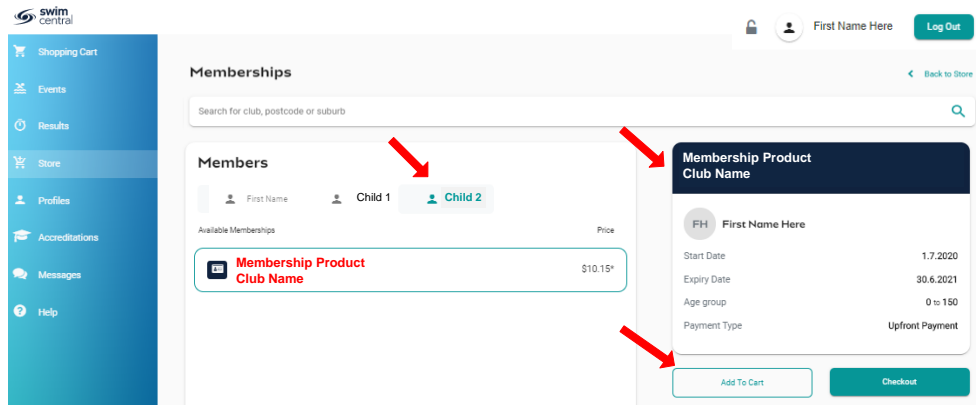 swim
central
First Name Here
Log Out
Shopping Cart
Events
Results
Store
Profiles
Accreditations
Messages
Help
Memberships
Back to Store
Search for club, postcode or suburb
Members
First Name
Child 1
Child 2
Available Memberships
Price
Membership Product
Club Name
$10.15*
Membership Product
Club Name
FH
First Name Here
Start Date
1.7.2020
Expiry Date
30.6.2021
Age group
0 to 150
Payment Type
Upfront Payment
Add To Cart
Checkout